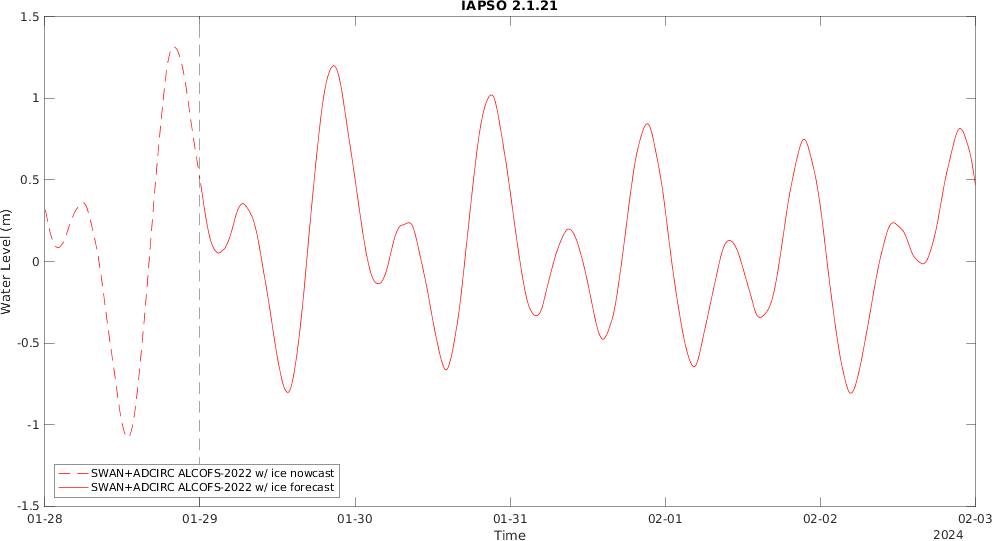 IAPSO 2.1.21
1.5
1
0.5
0
-0.5
-1
-1.5
Water Level (m)
SWAN+ADCIRC ALCOFS-2022 w/ ice nowcast
SWAN+ADCIRC ALCOFS-2022 w/ ice forecast
01-28 01-29 01-30 01-31 02-01 02-02 02-03
Time
2024